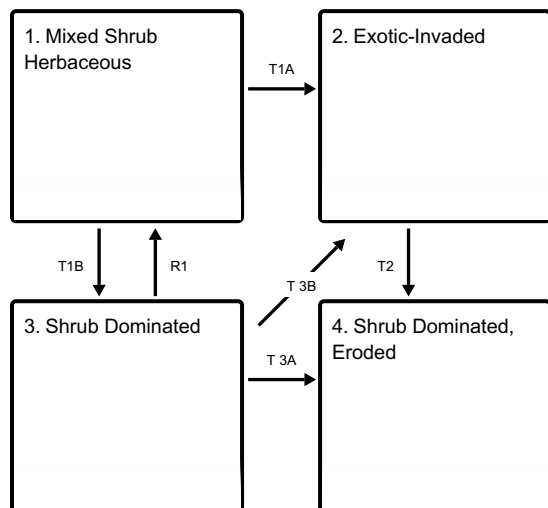 1. Mixed Shrub
Herbaceous
T1A
2. Exotic-Invaded
T1B
R1
T 3B
T2
3. Shrub Dominated
T 3A
4. Shrub Dominated,
Eroded